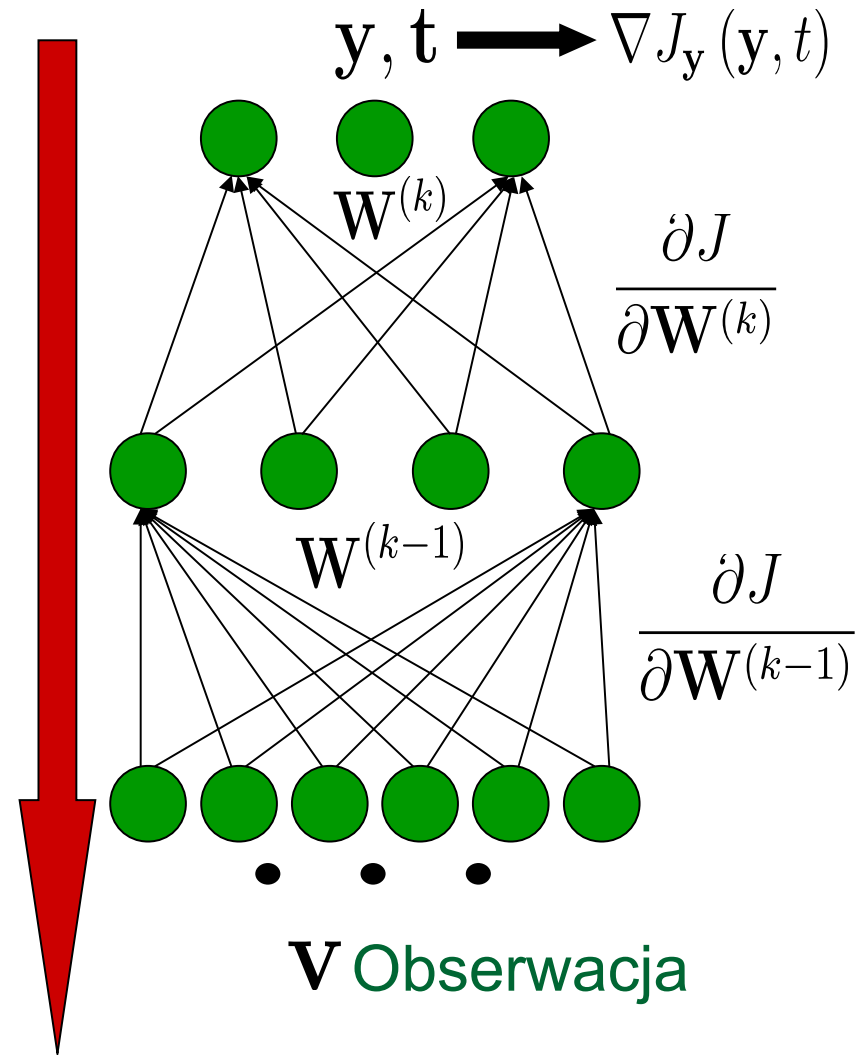 y, t ∇J_y (y, t)
W^(k)
∂J
∂W^(k)
W^(k−1)
∂J
∂W^(k−1)
v Obserwacja